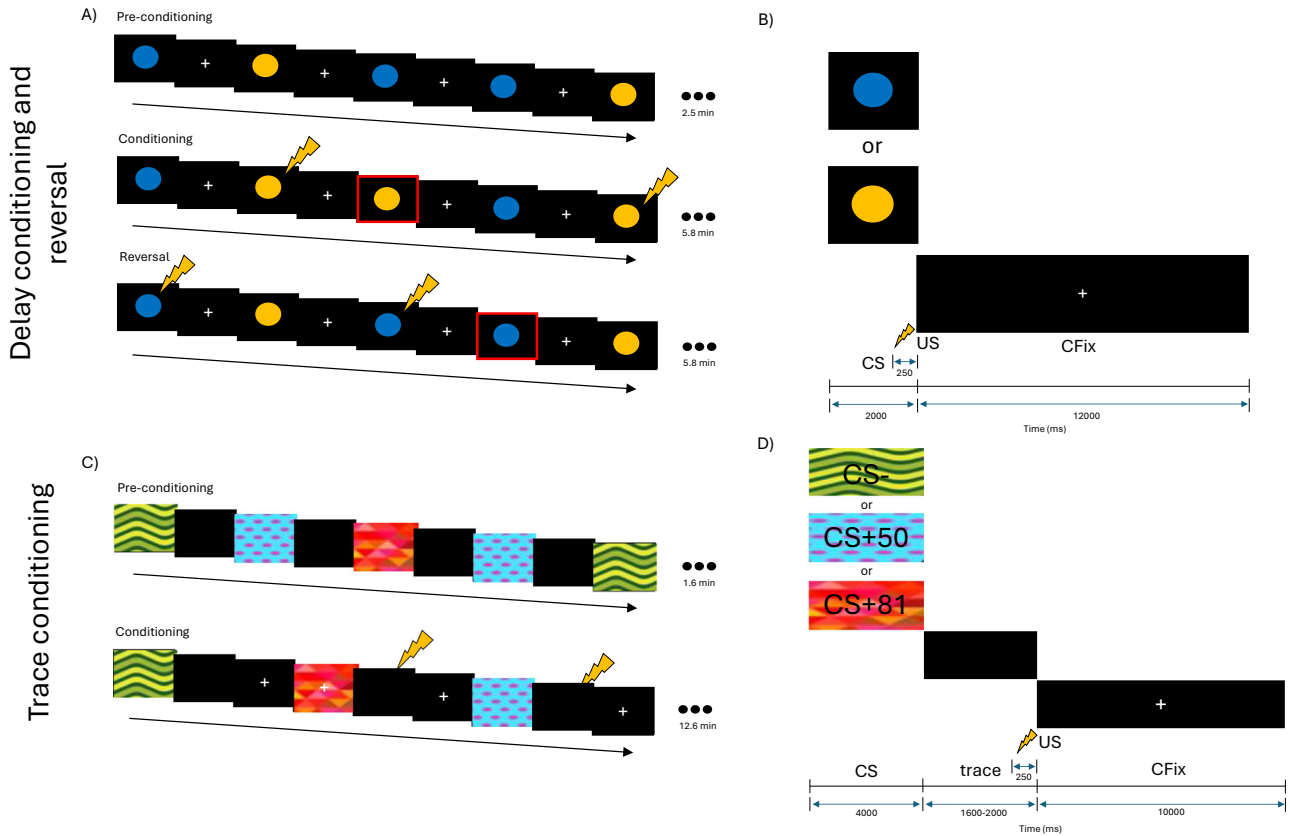 Delay conditioning and
reversal
A)
Pre-conditioning
2.5 min
Conditioning
5.8 min
Reversal
5.8 min
B)
or
US
CFix
CS
250
2000
12000
Time (ms)
Trace conditioning
C)
Pre-conditioning
1.6 min
Conditioning
12.6 min
D)
CS-
or
CS+50
or
CS+81
US
CS
trace
250
CFix
4000
1600-2000
10000
Time (ms)